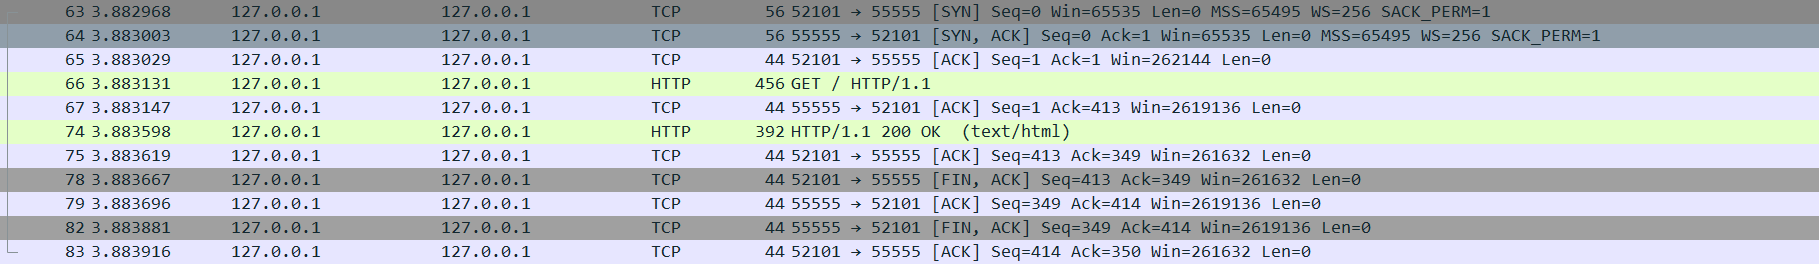 63 3.882968 127.0.0.1 127.0.0.1 TCP 56 52101 → 55555 [SYN] Seq=0 Win=65535 Len=0 MSS=65495 WS=256 SACK_PERM=1
64 3.883003 127.0.0.1 127.0.0.1 TCP 56 55555 → 52101 [SYN, ACK] Seq=0 Ack=1 Win=65535 Len=0 MSS=65495 WS=256 SACK_PERM=1
65 3.883029 127.0.0.1 127.0.0.1 TCP 44 52101 → 55555 [ACK] Seq=1 Ack=1 Win=262144 Len=0
66 3.883131 127.0.0.1 127.0.0.1 HTTP 456 GET / HTTP/1.1
67 3.883147 127.0.0.1 127.0.0.1 TCP 44 55555 → 52101 [ACK] Seq=1 Ack=413 Win=2619136 Len=0
74 3.883598 127.0.0.1 127.0.0.1 HTTP 392 HTTP/1.1 200 OK (text/html)
75 3.883619 127.0.0.1 127.0.0.1 TCP 44 52101 → 55555 [ACK] Seq=413 Ack=349 Win=261632 Len=0
78 3.883667 127.0.0.1 127.0.0.1 TCP 44 52101 → 55555 [FIN, ACK] Seq=413 Ack=349 Win=261632 Len=0
79 3.883696 127.0.0.1 127.0.0.1 TCP 44 55555 → 52101 [ACK] Seq=349 Ack=414 Win=2619136 Len=0
82 3.883881 127.0.0.1 127.0.0.1 TCP 44 55555 → 52101 [FIN, ACK] Seq=349 Ack=414 Win=2619136 Len=0
83 3.883916 127.0.0.1 127.0.0.1 TCP 44 52101 → 55555 [ACK] Seq=414 Ack=350 Win=261632 Len=0